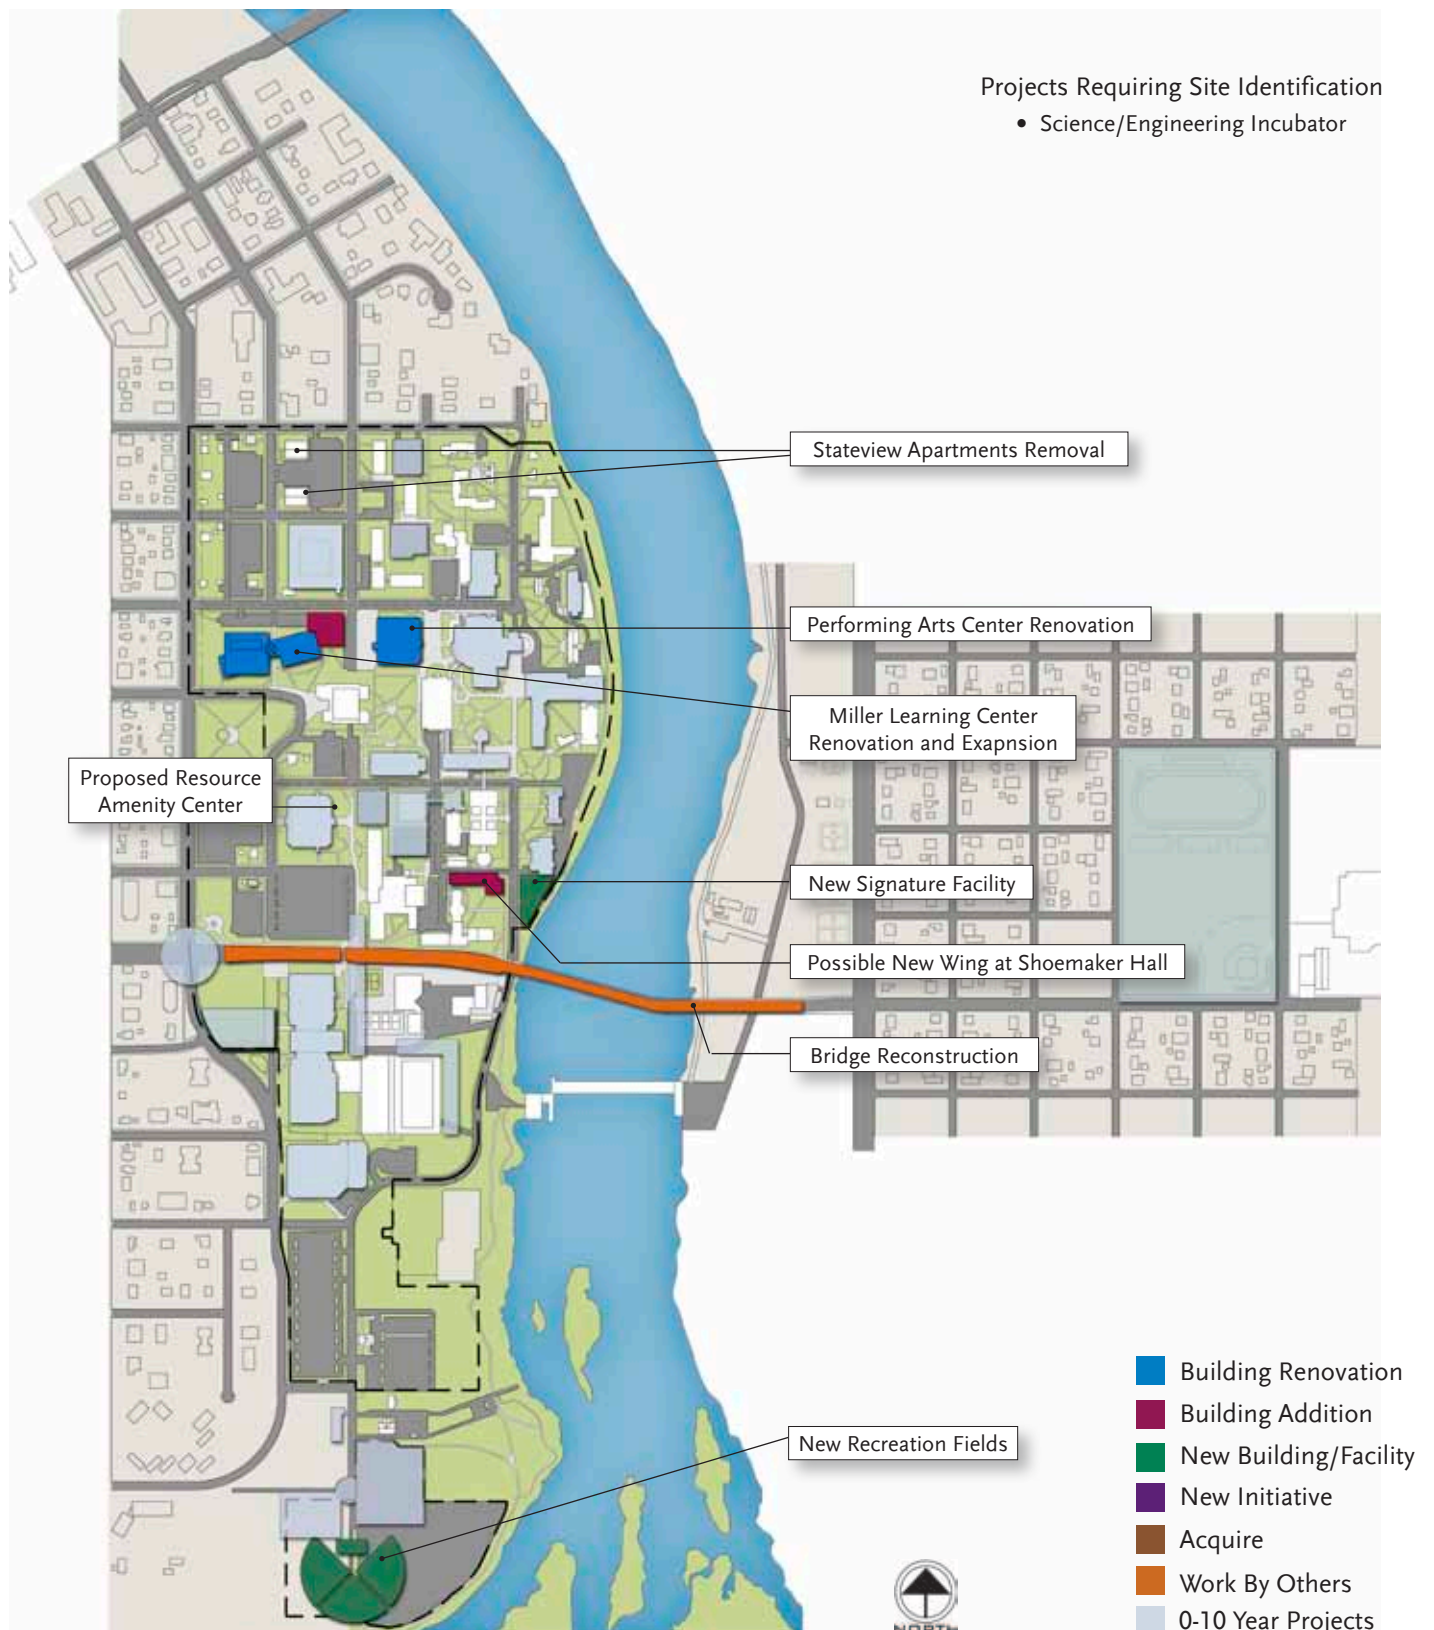 Projects Requiring Site Identification
• Science/Engineering Incubator
Stateview Apartments Removal
Performing Arts Center Renovation
Miller Learning Center
Renovation and Exapnsion
Proposed Resource
Amenity Center
New Signature Facility
Possible New Wing at Shoemaker Hall
Bridge Reconstruction
New Recreation Fields
Building Renovation
Building Addition
New Building/Facility
New Initiative
Acquire
Work By Others
0-10 Year Projects
NORTH